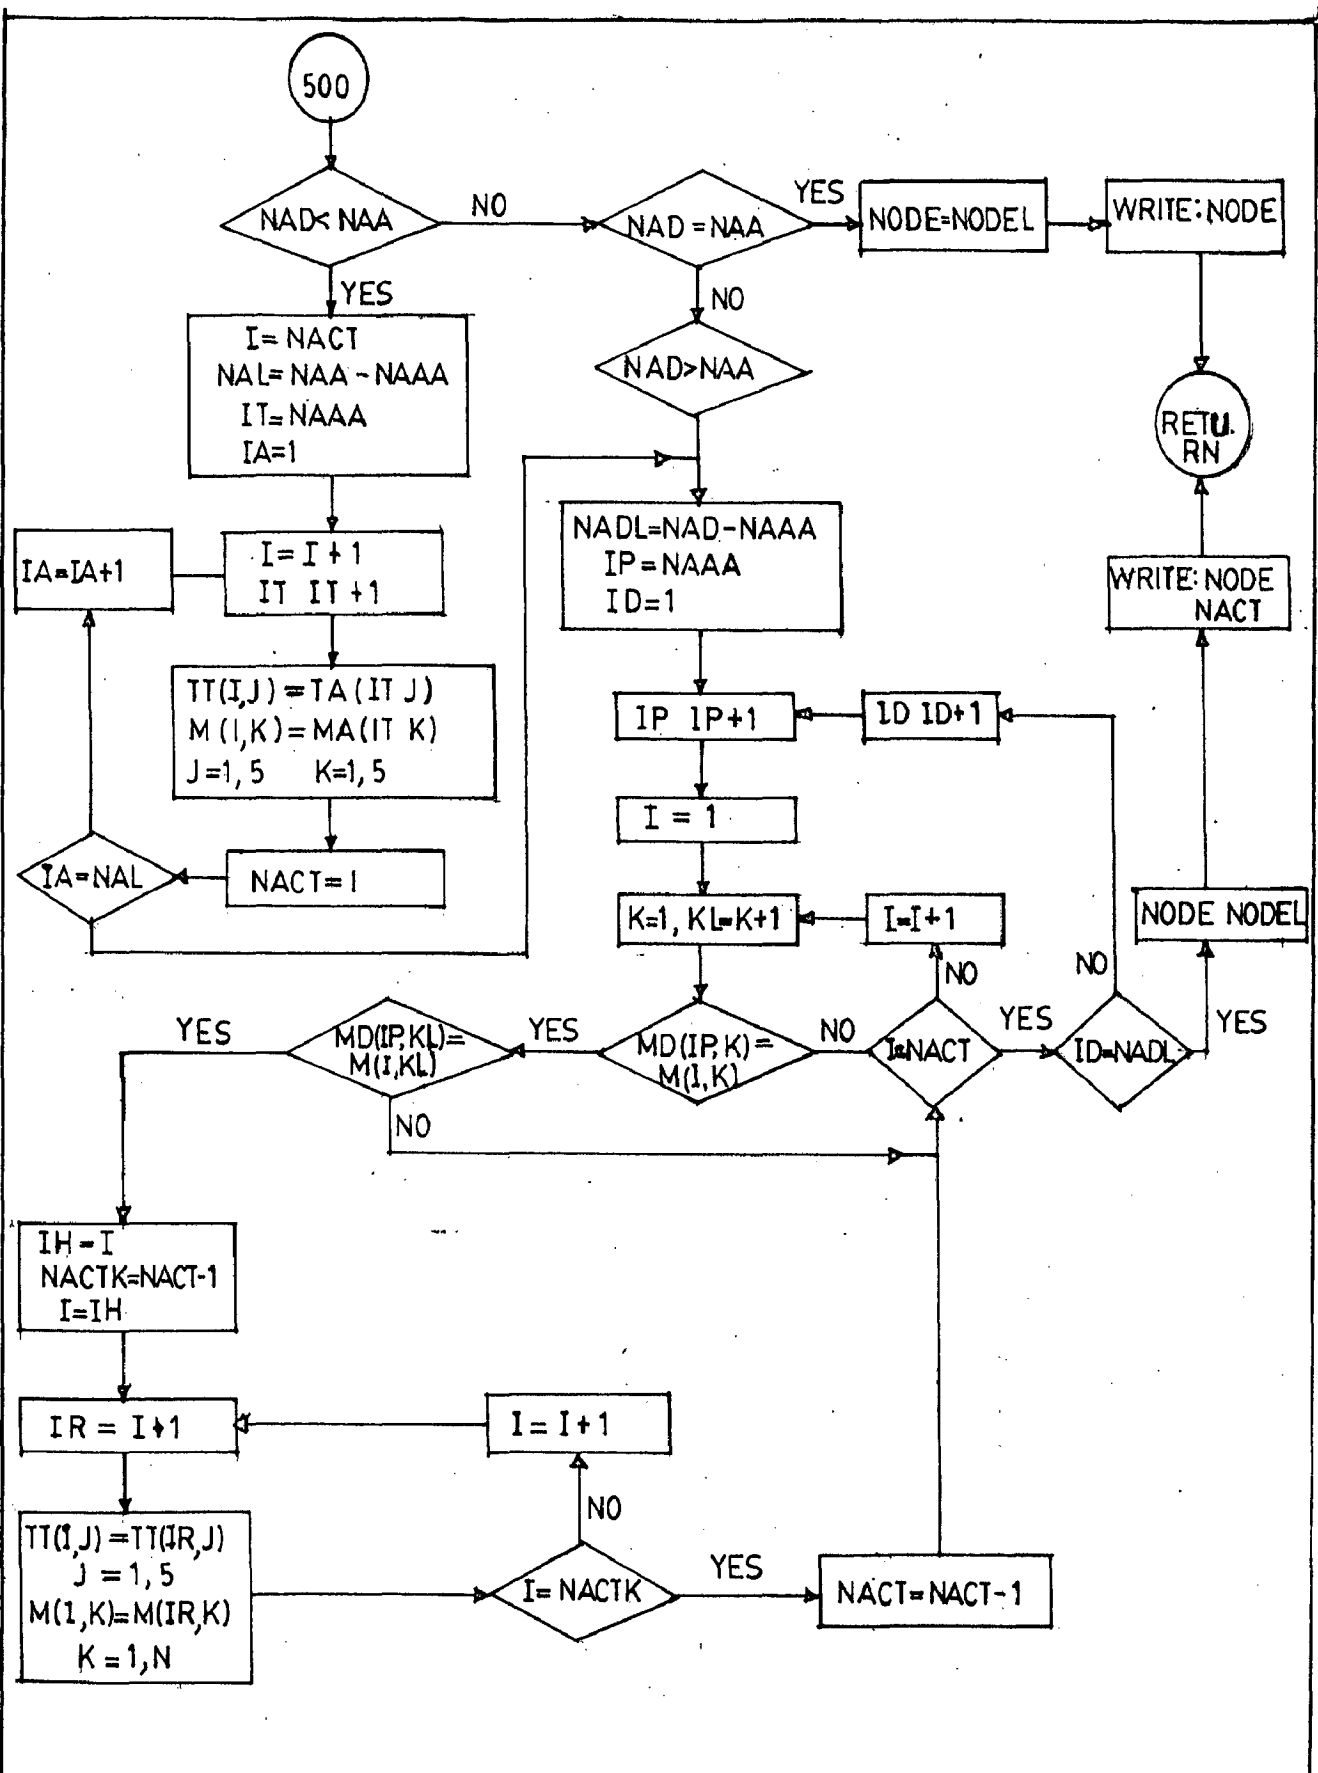 500
NAD< NAA
NO
NAD = NAA
YES
NODE=NODEL
WRITE: NODE
YES
I= NACT
NAL= NAA - NAAA
IT= NAAA
IA=1
NO
NAD>NAA
RETU.
RN
IA=IA+1
I= I + 1
IT IT +1
NADL=NAD-NAAA
IP = NAAA
ID=1
WRITE: NODE
NACT
TT(I,J) = TA (IT J)
M (I,K) = MA(IT K)
J=1, 5 K=1, 5
IP IP+1
ID ID+1
I = 1
IA=NAL
NACT= I
K=1, KL=K+1
I=I+1
NODE NODEL
NO
NO
YES
MD(IP,KL)=
M(I,KL)
YES
MD(IP, K) =
M(I, K)
NO
I=NACT
YES
ID=NADL
YES
NO
IH = I
NACTK=NACT-1
I=IH
IR = I+1
I = I+1
NO
TT(I,J) =TT(IR,J)
J = 1, 5
M(I,K)=M(IR,K)
K = 1, N
I= NACTK
YES
NACT=NACT-1